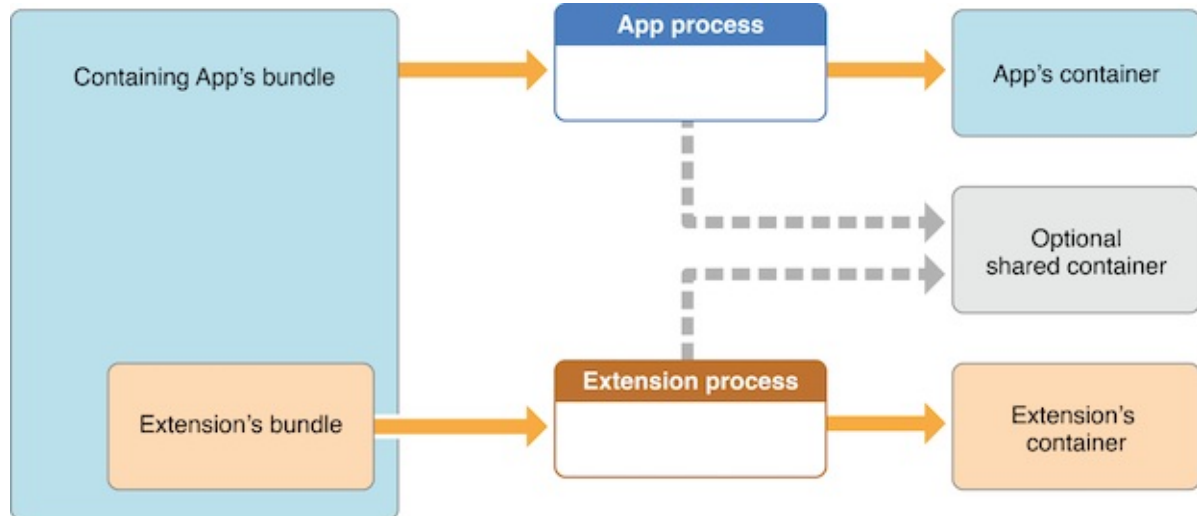 Containing App’s bundle
App process
App’s container
Optional
shared container
Extension’s bundle
Extension process
Extension’s
container